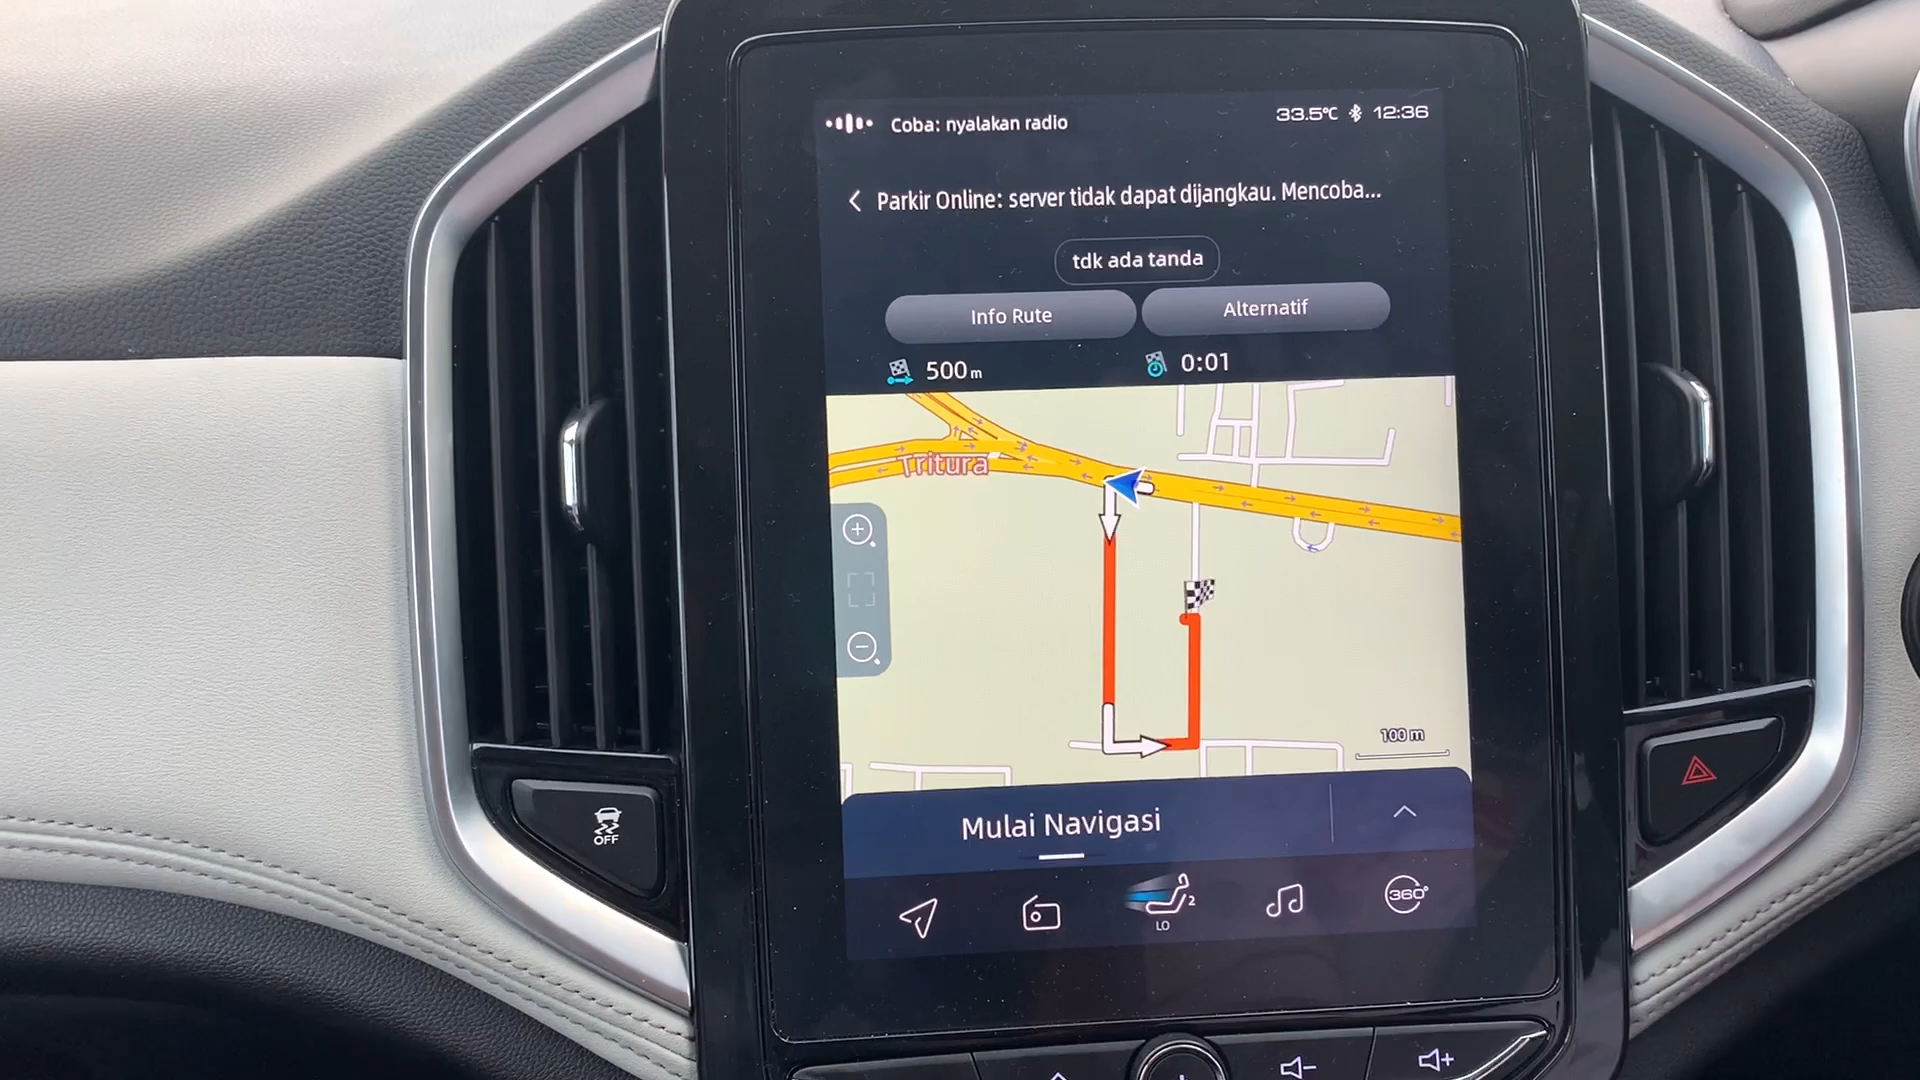 Coba: nyalakan radio
33.5°C 12:36
Parkir Online: server tidak dapat dijangkau. Mencoba...
tdk ada tanda
Info Rute
Alternatif
500 m
0:01
Tritura
100 m
Mulai Navigasi
2
LO
360°
OFF